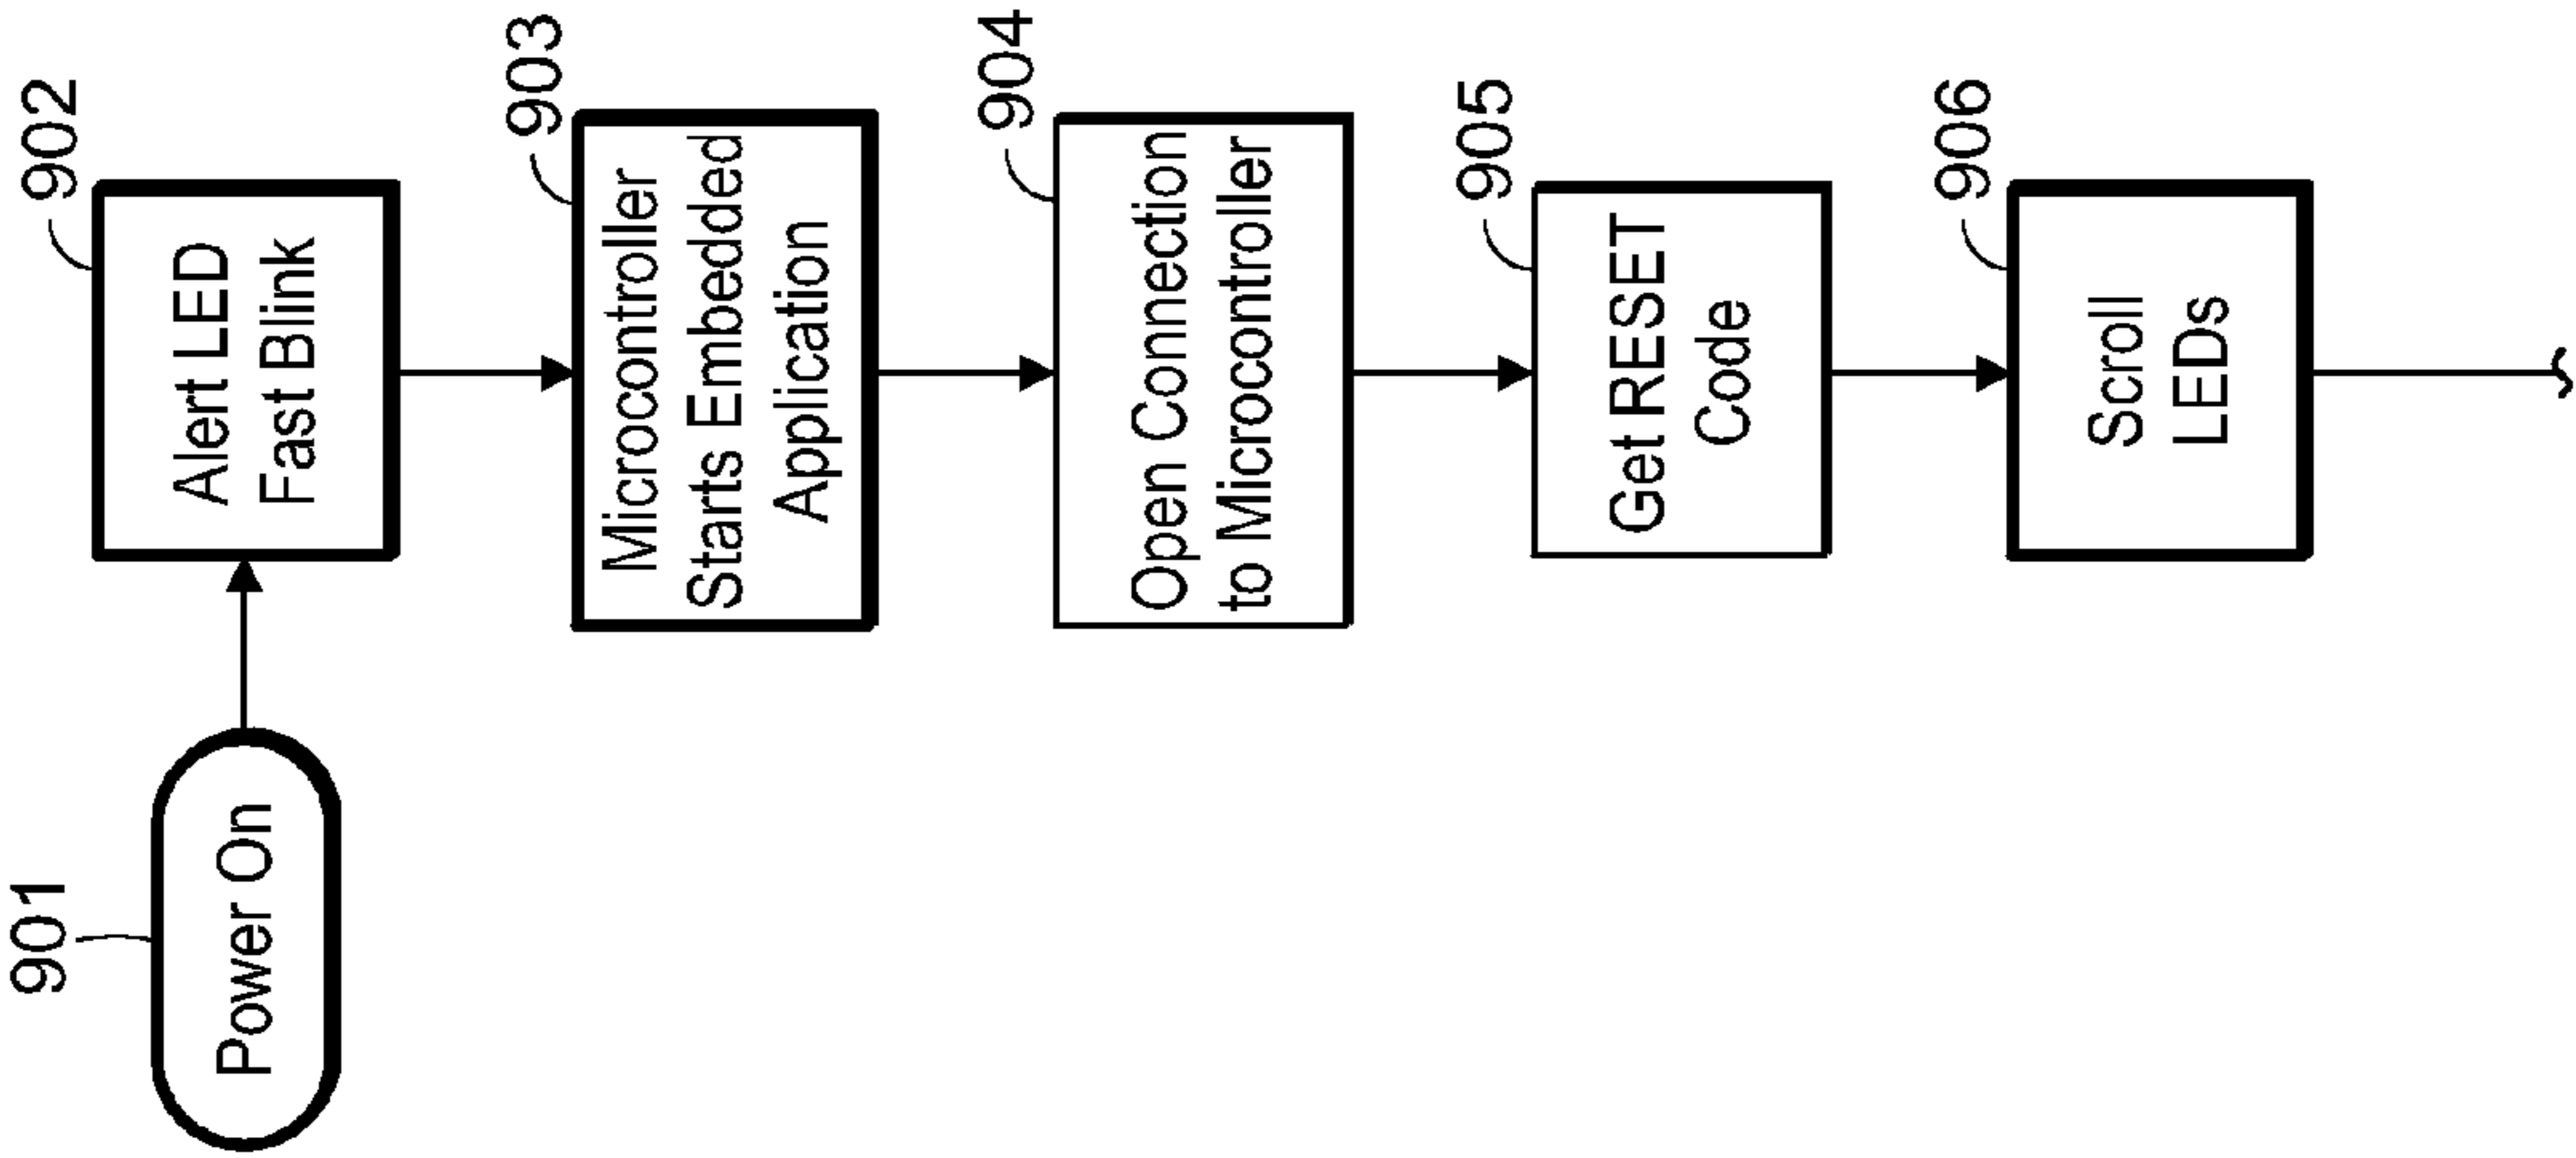 901
Power On
902
Alert LED
Fast Blink
903
Microcontroller
Starts Embedded
Application
904
Open Connection
to Microcontroller
905
Get RESET
Code
906
Scroll
LEDs